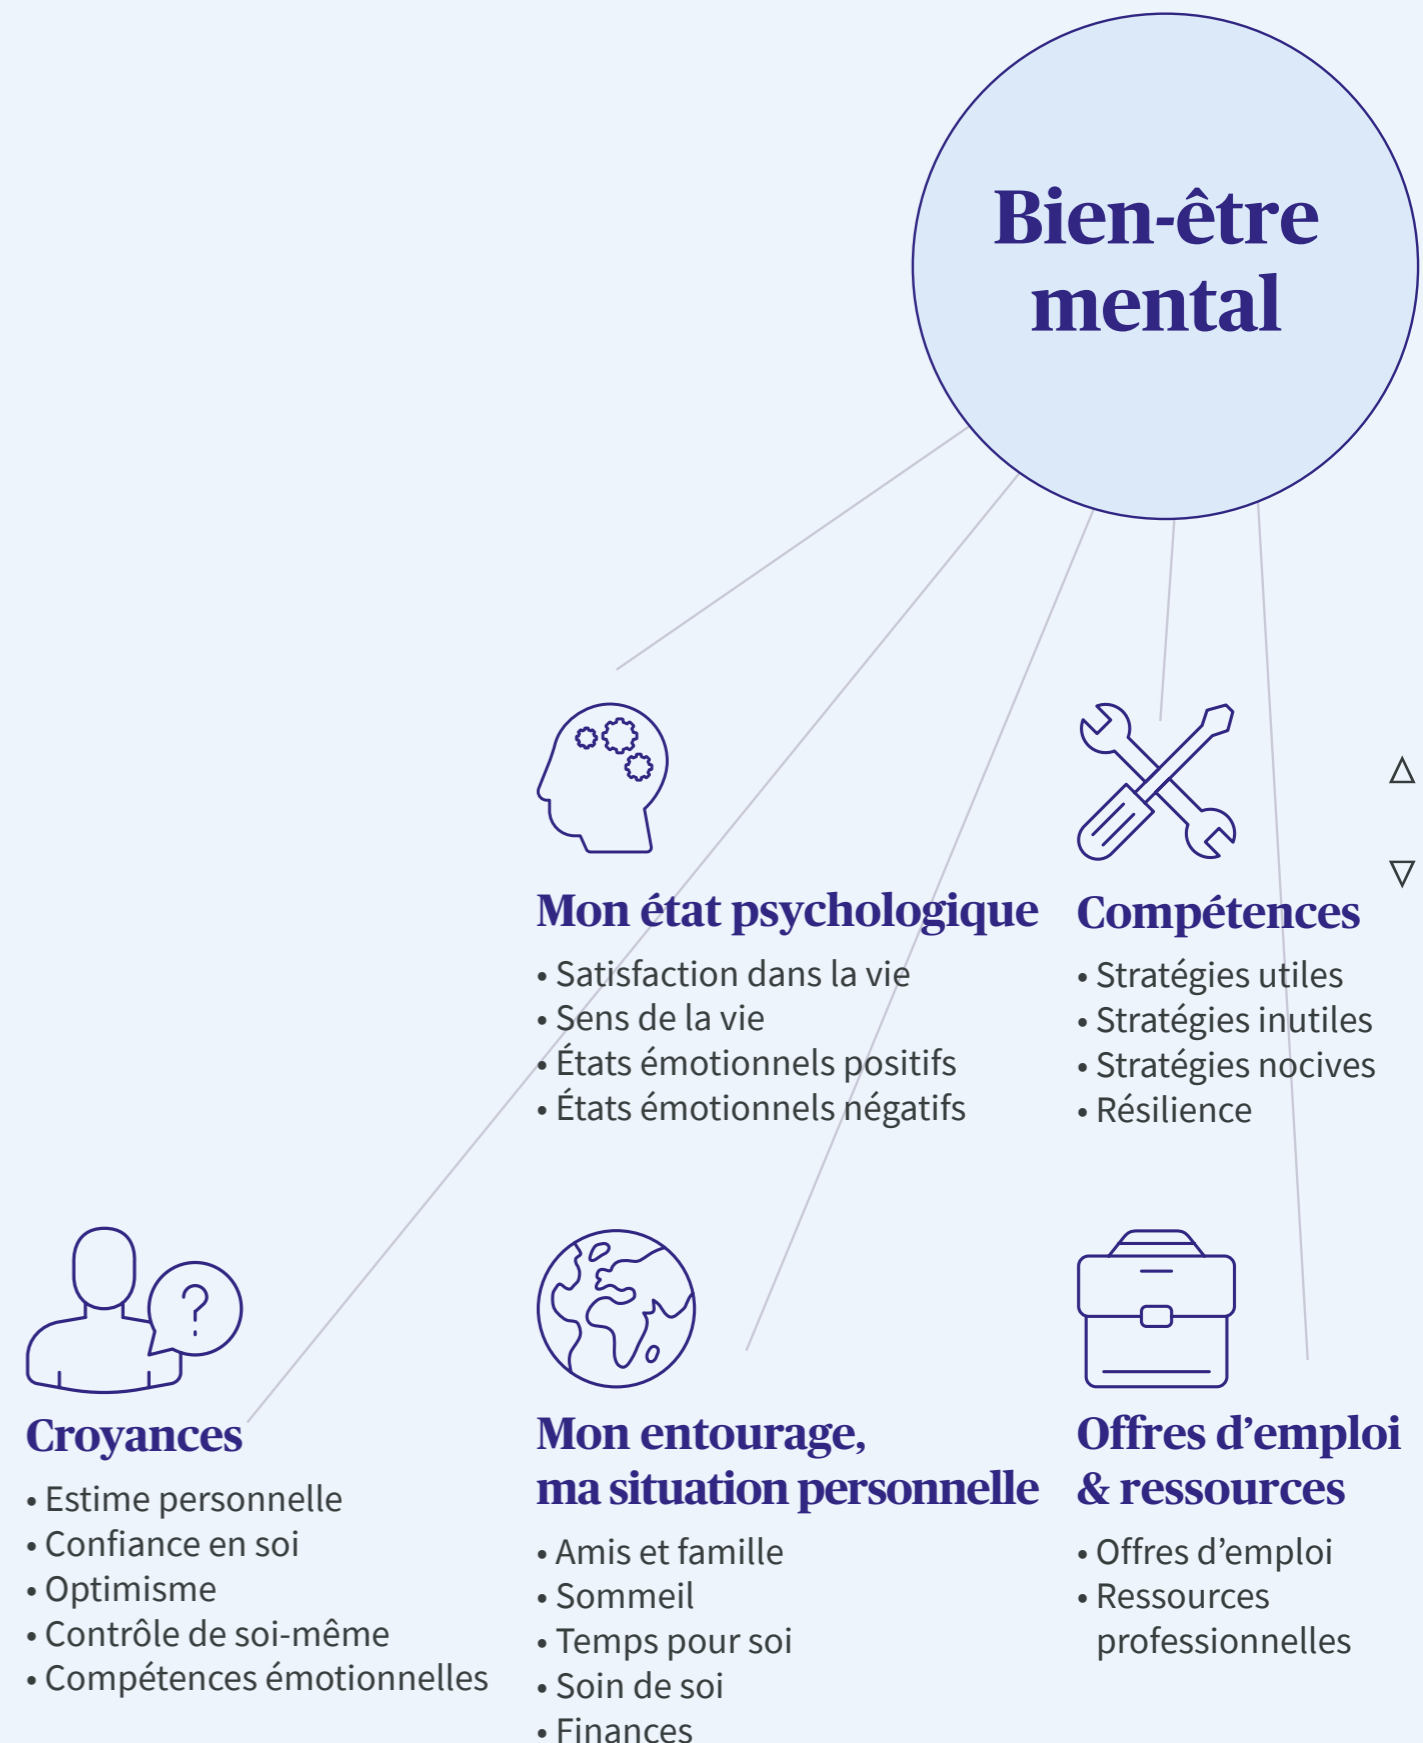 Bien-être
mental
Mon état psychologique
• Satisfaction dans la vie
• Sens de la vie
• États émotionnels positifs
• États émotionnels négatifs
Compétences
• Stratégies utiles
• Stratégies inutiles
• Stratégies nocives
• Résilience
?
Croyances
• Estime personnelle
• Confiance en soi
• Optimisme
• Contrôle de soi-même
• Compétences émotionnelles
Mon entourage,
ma situation personnelle
• Amis et famille
• Sommeil
• Temps pour soi
• Soin de soi
• Finances
Offres d’emploi
& ressources
• Offres d’emploi
• Ressources
professionnelles